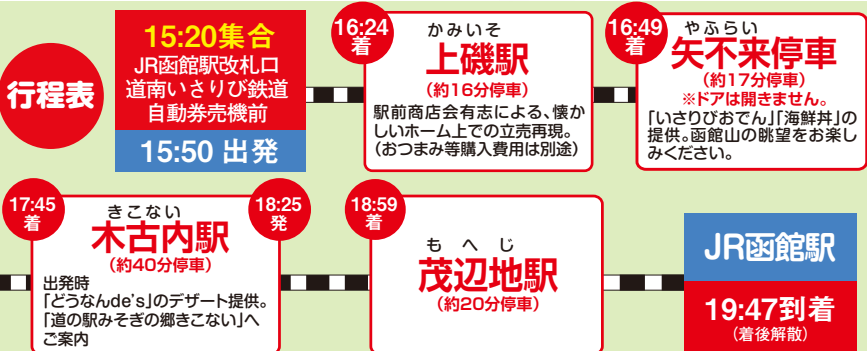 行程表
15:20集合
JR函館駅改札口
道南いさりび鉄道
自動券売機前
15:50 出発
16:24
着
かみいそ
上磯駅
(約16分停車)
駅前商店会有志による、懐か
しいホーム上での立売再現。
(おつまみ等購入費用は別途)
16:49
着
やふらい
矢不来停車
(約17分停車)
※ドアは開きません。
「いさりびおでん」「海鮮丼」の
提供。函館山の眺望をお楽し
みください。
17:45
着
きこない
木古内駅
(約40分停車)
18:25
発
出発時
「どうなんde's」のデザート提供。
「道の駅みそぎの郷きこない」へ
ご案内
18:59
着
もへじ
茂辺地駅
(約20分停車)
JR函館駅
19:47到着
(着後解散)